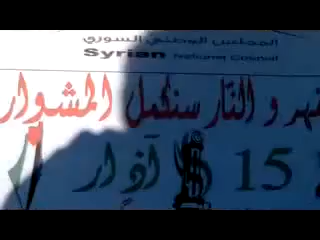 المجلس الوطني السوري
Syrian National Council
و النار سنكمل المشوار
15 آذار